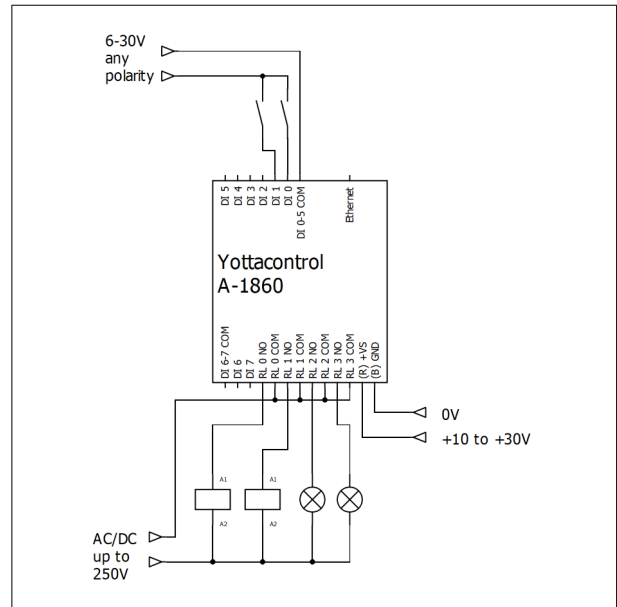 6-30V
any
polarity
DI 5
DI 4
DI 3
DI 2
DI 1
DI 0
DI 0-5 COM
Ethernet
Yottacontrol
A-1860
DI 6-7 COM
DI 6
DI 7
RL 0 NO
RL 0 COM
RL 1 NO
RL 1 COM
RL 2 NO
RL 2 COM
RL 3 NO
RL 3 COM
(R) +VS
(B) GND
0V
+10 to +30V
A1
A1
A2
A2
AC/DC
up to
250V